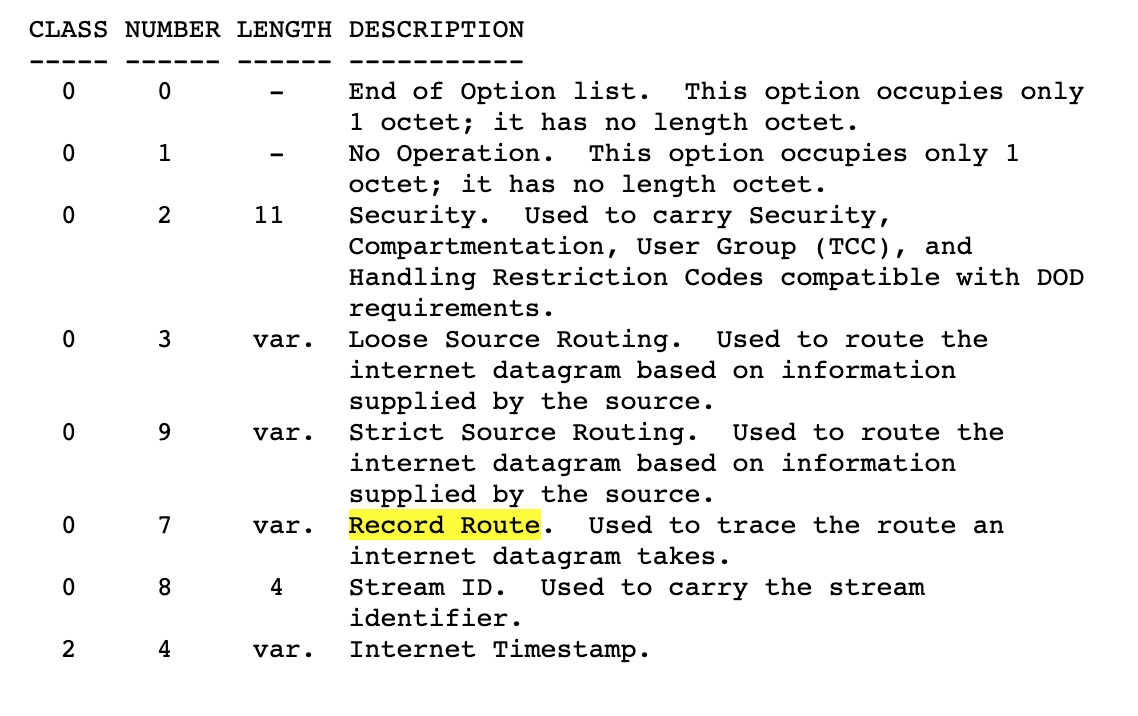 CLASS NUMBER LENGTH DESCRIPTION
----- ------ ------ -----------
0 0 - End of Option list. This option occupies only
1 octet; it has no length octet.
0 1 - No Operation. This option occupies only 1
octet; it has no length octet.
0 2 11 Security. Used to carry Security,
Compartmentation, User Group (TCC), and
Handling Restriction Codes compatible with DOD
requirements.
0 3 var. Loose Source Routing. Used to route the
internet datagram based on information
supplied by the source.
0 9 var. Strict Source Routing. Used to route the
internet datagram based on information
supplied by the source.
0 7 var. Record Route. Used to trace the route an
internet datagram takes.
0 8 4 Stream ID. Used to carry the stream
identifier.
2 4 var. Internet Timestamp.